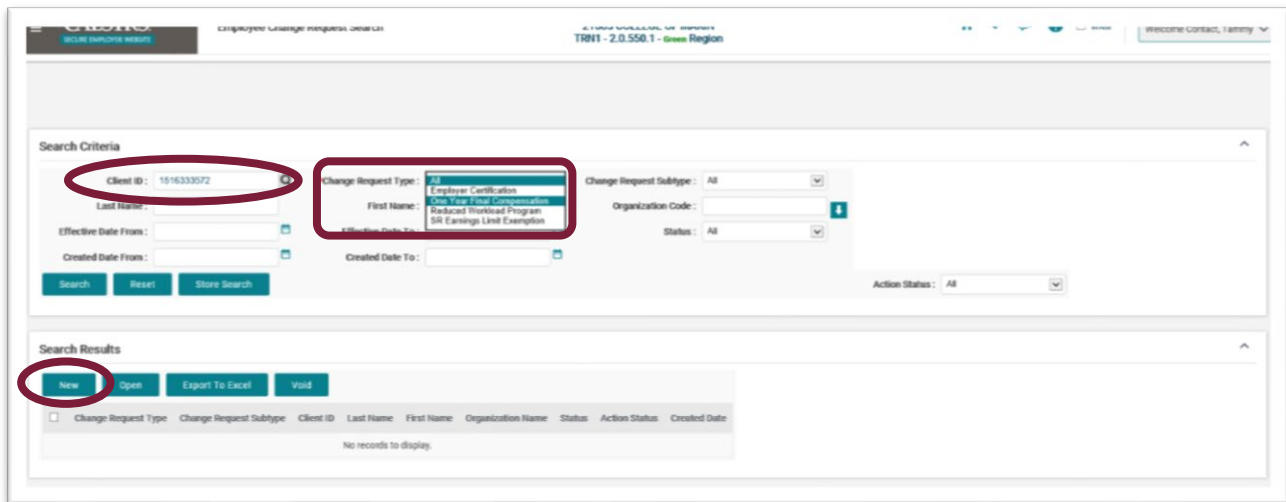 SECURE EMPLOYER WEBSITE
Employee Change Request Search
TRN1 - 2.0.550.1 - Green Region
Welcome Contact, Tammy
Search Criteria
Client ID : 1516333572 Change Request Type : All Change Request Subtype : All
Employer Certification
One Year Final Compensation
Reduced Workload Program
SR Earnings Limit Exemption
Last Name : First Name : Organization Code :
Effective Date From : Effective Date To : Status : All
Created Date From : Created Date To :
Search Reset Store Search Action Status : All
Search Results
New Open Export To Excel Void
Change Request Type Change Request Subtype Client ID Last Name First Name Organization Name Status Action Status Created Date
No records to display.